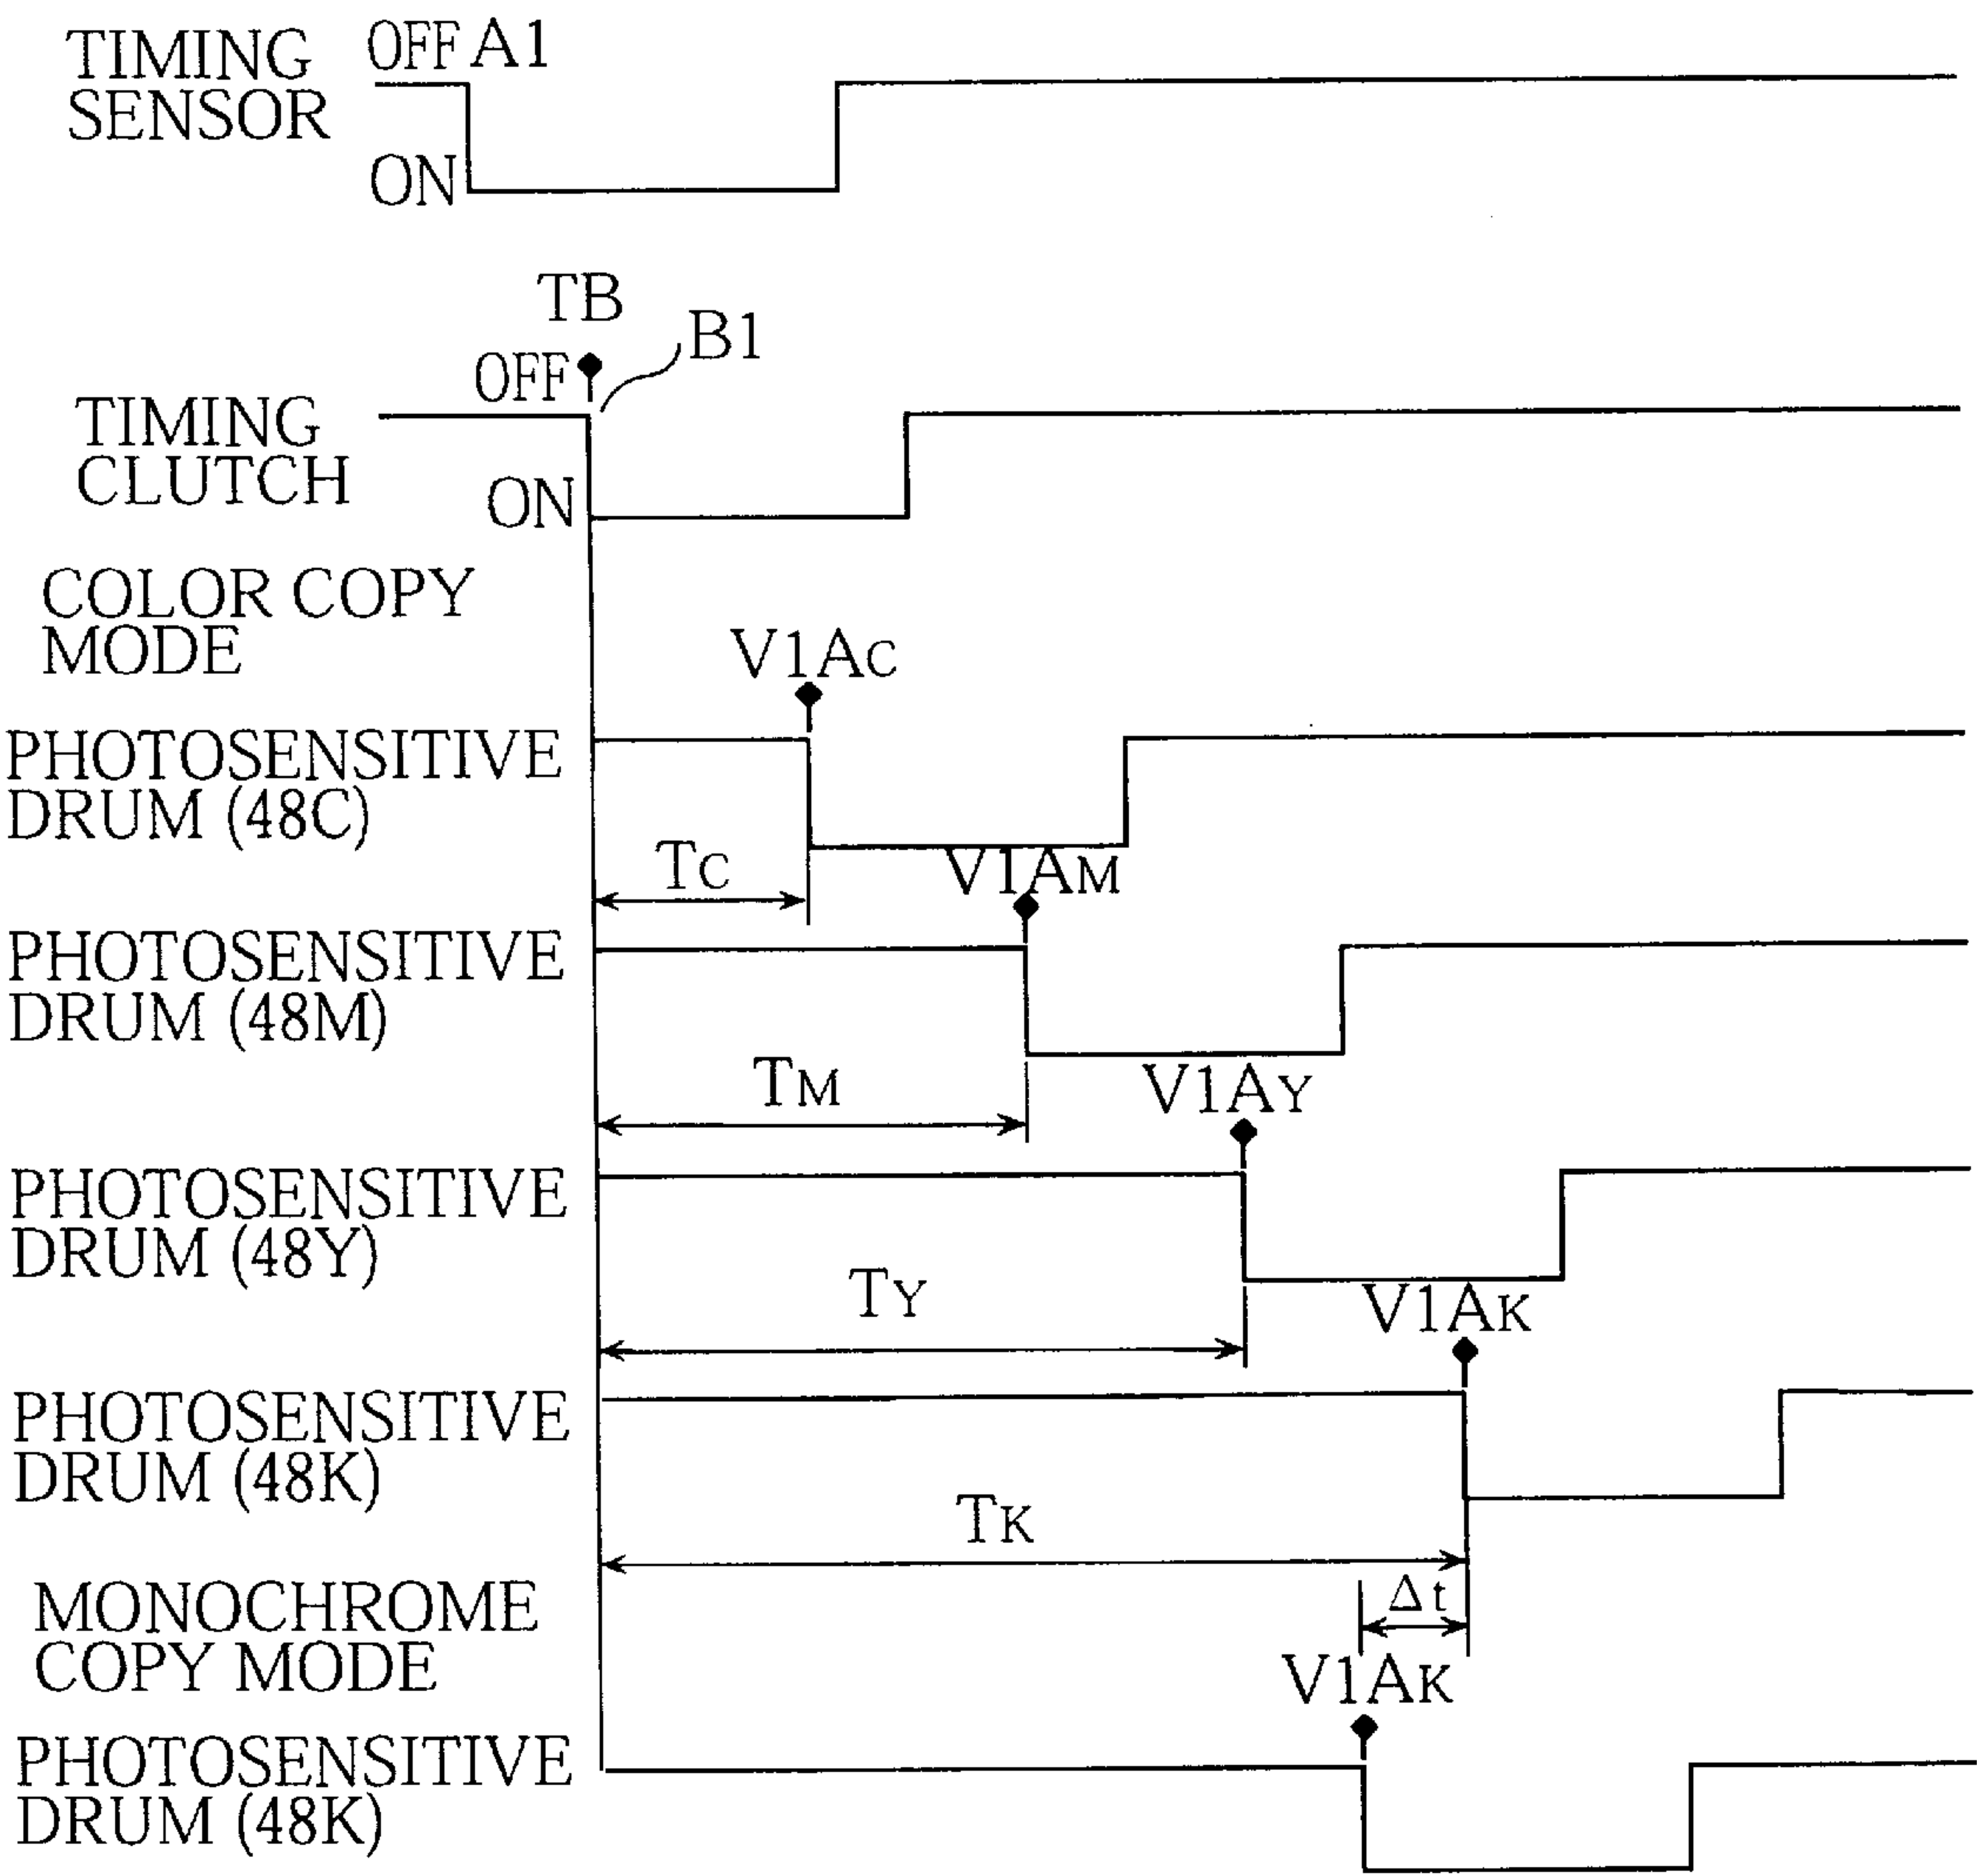 TIMING
SENSOR
OFF A1
ON
TB
B1
OFF
TIMING
CLUTCH
ON
COLOR COPY
MODE
V1AC
PHOTOSENSITIVE
DRUM (48C)
TC
V1AM
PHOTOSENSITIVE
DRUM (48M)
TM
V1AY
PHOTOSENSITIVE
DRUM (48Y)
TY
V1AK
PHOTOSENSITIVE
DRUM (48K)
TK
MONOCHROME
COPY MODE
Δt
V1AK
PHOTOSENSITIVE
DRUM (48K)